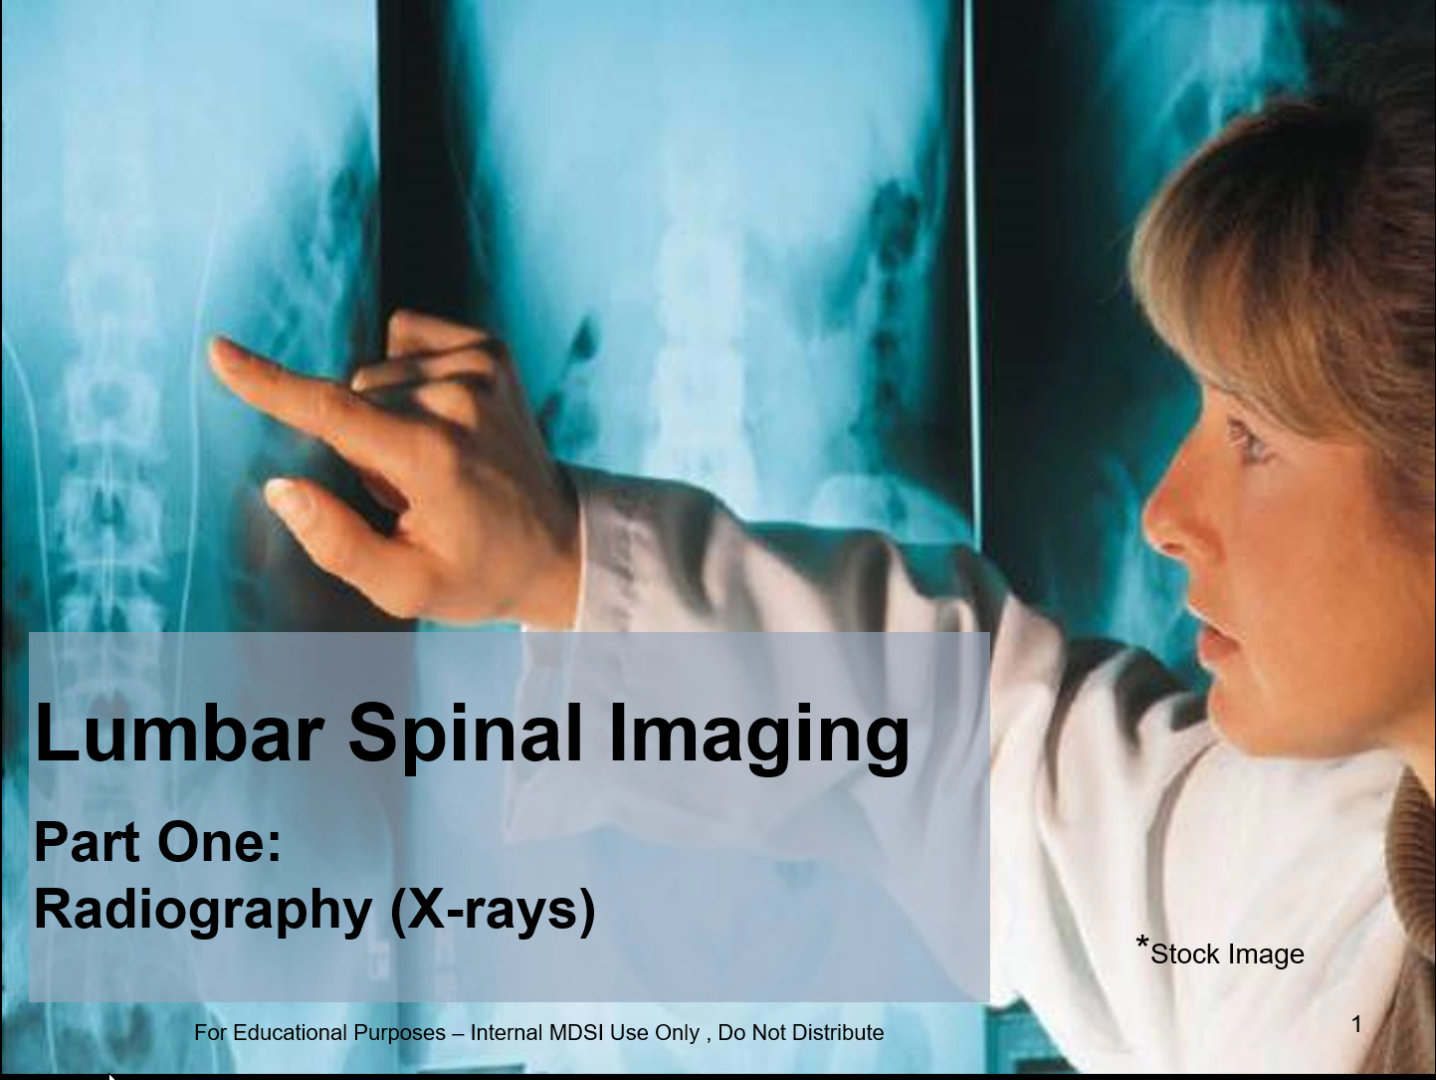 Lumbar Spinal Imaging
Part One:
Radiography (X-rays)
*Stock Image
For Educational Purposes – Internal MDSI Use Only , Do Not Distribute
1